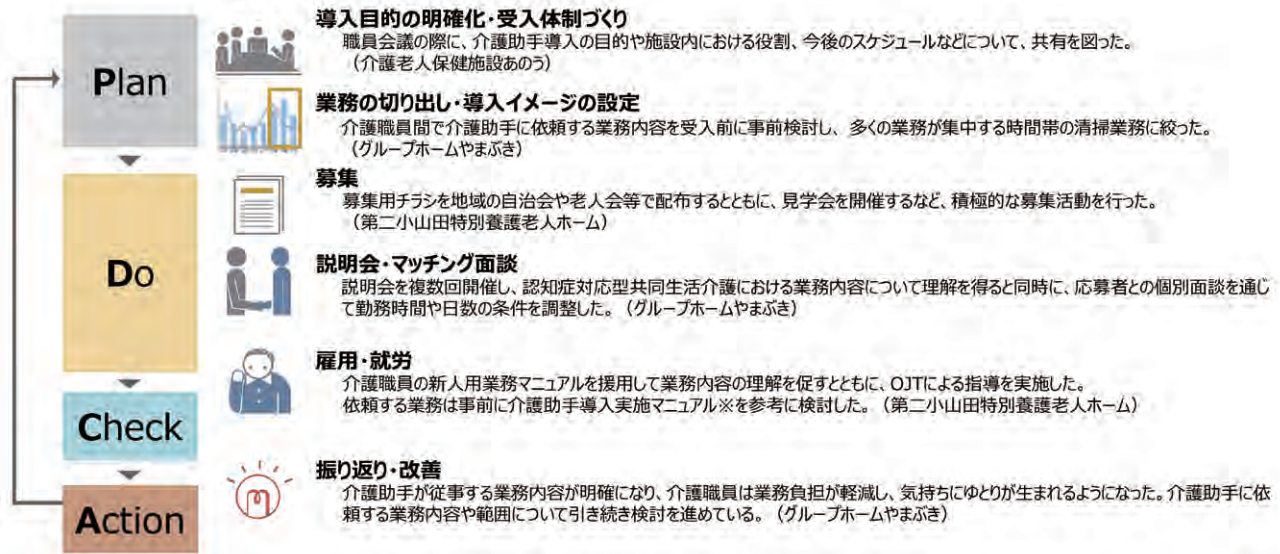 Plan
導入目的の明確化・受入体制づくり
職員会議の際に、介護助手導入の目的や施設内における役割、今後のスケジュールなどについて、共有を図った。
（介護老人保健施設あのう）
業務の切り出し・導入イメージの設定
介護職員間で介護助手に依頼する業務内容を受入前に事前検討し、多くの業務が集中する時間帯の清掃業務に絞った。
（グループホームやまぶき）
Do
募集
募集用チラシを地域の自治会や老人会等で配布するとともに、見学会を開催するなど、積極的な募集活動を行った。
（第二小山田特別養護老人ホーム）
説明会・マッチング面談
説明会を複数回開催し、認知症対応型共同生活介護における業務内容について理解を得ると同時に、応募者との個別面談を通じ
て勤務時間や日数の条件を調整した。（グループホームやまぶき）
雇用・就労
介護職員の新人用業務マニュアルを援用して業務内容の理解を促すとともに、OJTによる指導を実施した。
依頼する業務は事前に介護助手導入実施マニュアル※を参考に検討した。（第二小山田特別養護老人ホーム）
Check
Action
振り返り・改善
介護助手が従事する業務内容が明確になり、介護職員は業務負担が軽減し、気持ちにゆとりが生まれるようになった。介護助手に依
頼する業務内容や範囲について引き続き検討を進めている。（グループホームやまぶき）